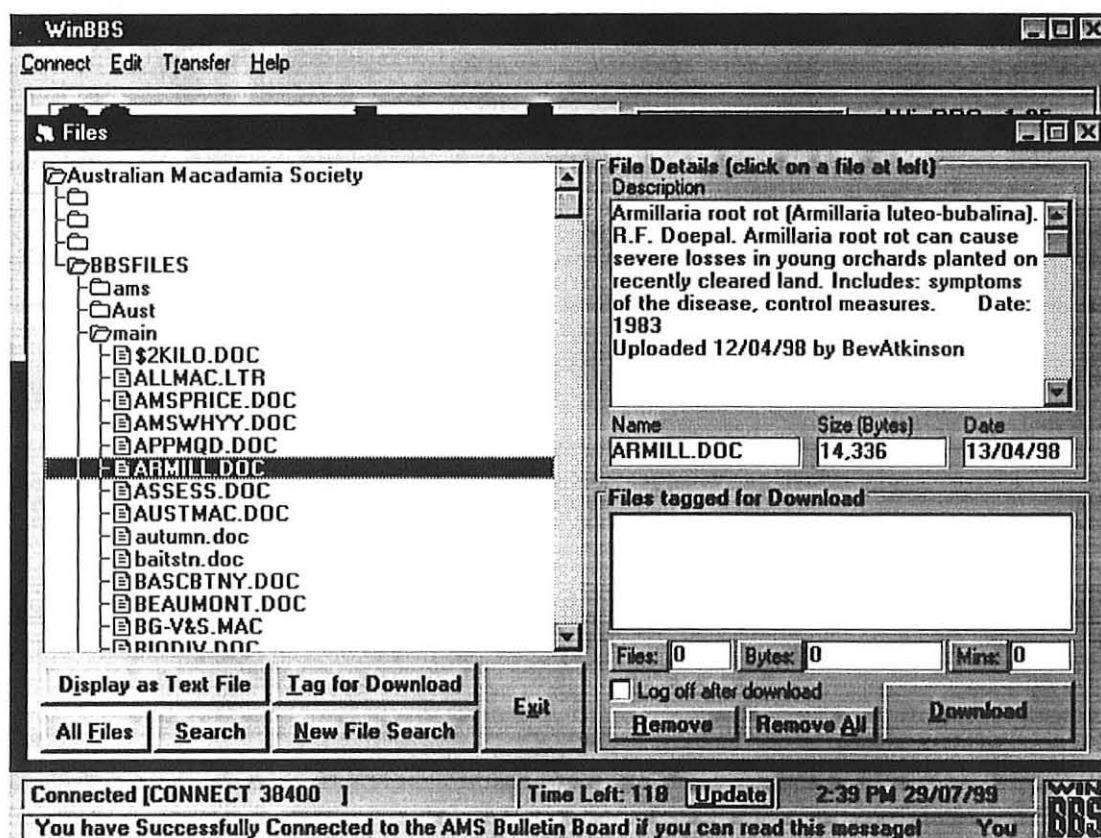 WinBBS
Connect Edit Transfer Help
Files
Australian Macadamia Society
BBSFILES
ams
Aust
main
$2KILO.DOC
ALLMAC.LTR
AMSPRICE.DOC
AMSWHYY.DOC
APPMQD.DOC
ARMILL.DOC
ASSESS.DOC
AUSTMAC.DOC
autumn.doc
baitstn.doc
BASCBTNY.DOC
BEAUMONT.DOC
BG-V&S.MAC
BIODIV.DOC
Display as Text File Tag for Download
All Files Search New File Search
Exit
File Details (click on a file at left)
Description
Armillaria root rot (Armillaria luteo-bubalina).
R.F. Doepal. Armillaria root rot can cause
severe losses in young orchards planted on
recently cleared land. Includes: symptoms
of the disease, control measures. Date:
1983
Uploaded 12/04/98 by BevAtkinson
Name Size (Bytes) Date
ARMILL.DOC 14,336 13/04/98
Files tagged for Download
Files: 0 Bytes: 0 Mins: 0
Log off after download
Remove Remove All Download
Connected [CONNECT 38400 ] Time Left: 118 Update 2:39 PM 29/07/99
You have Successfully Connected to the AMS Bulletin Board if you can read this message! You
WIN
BBS